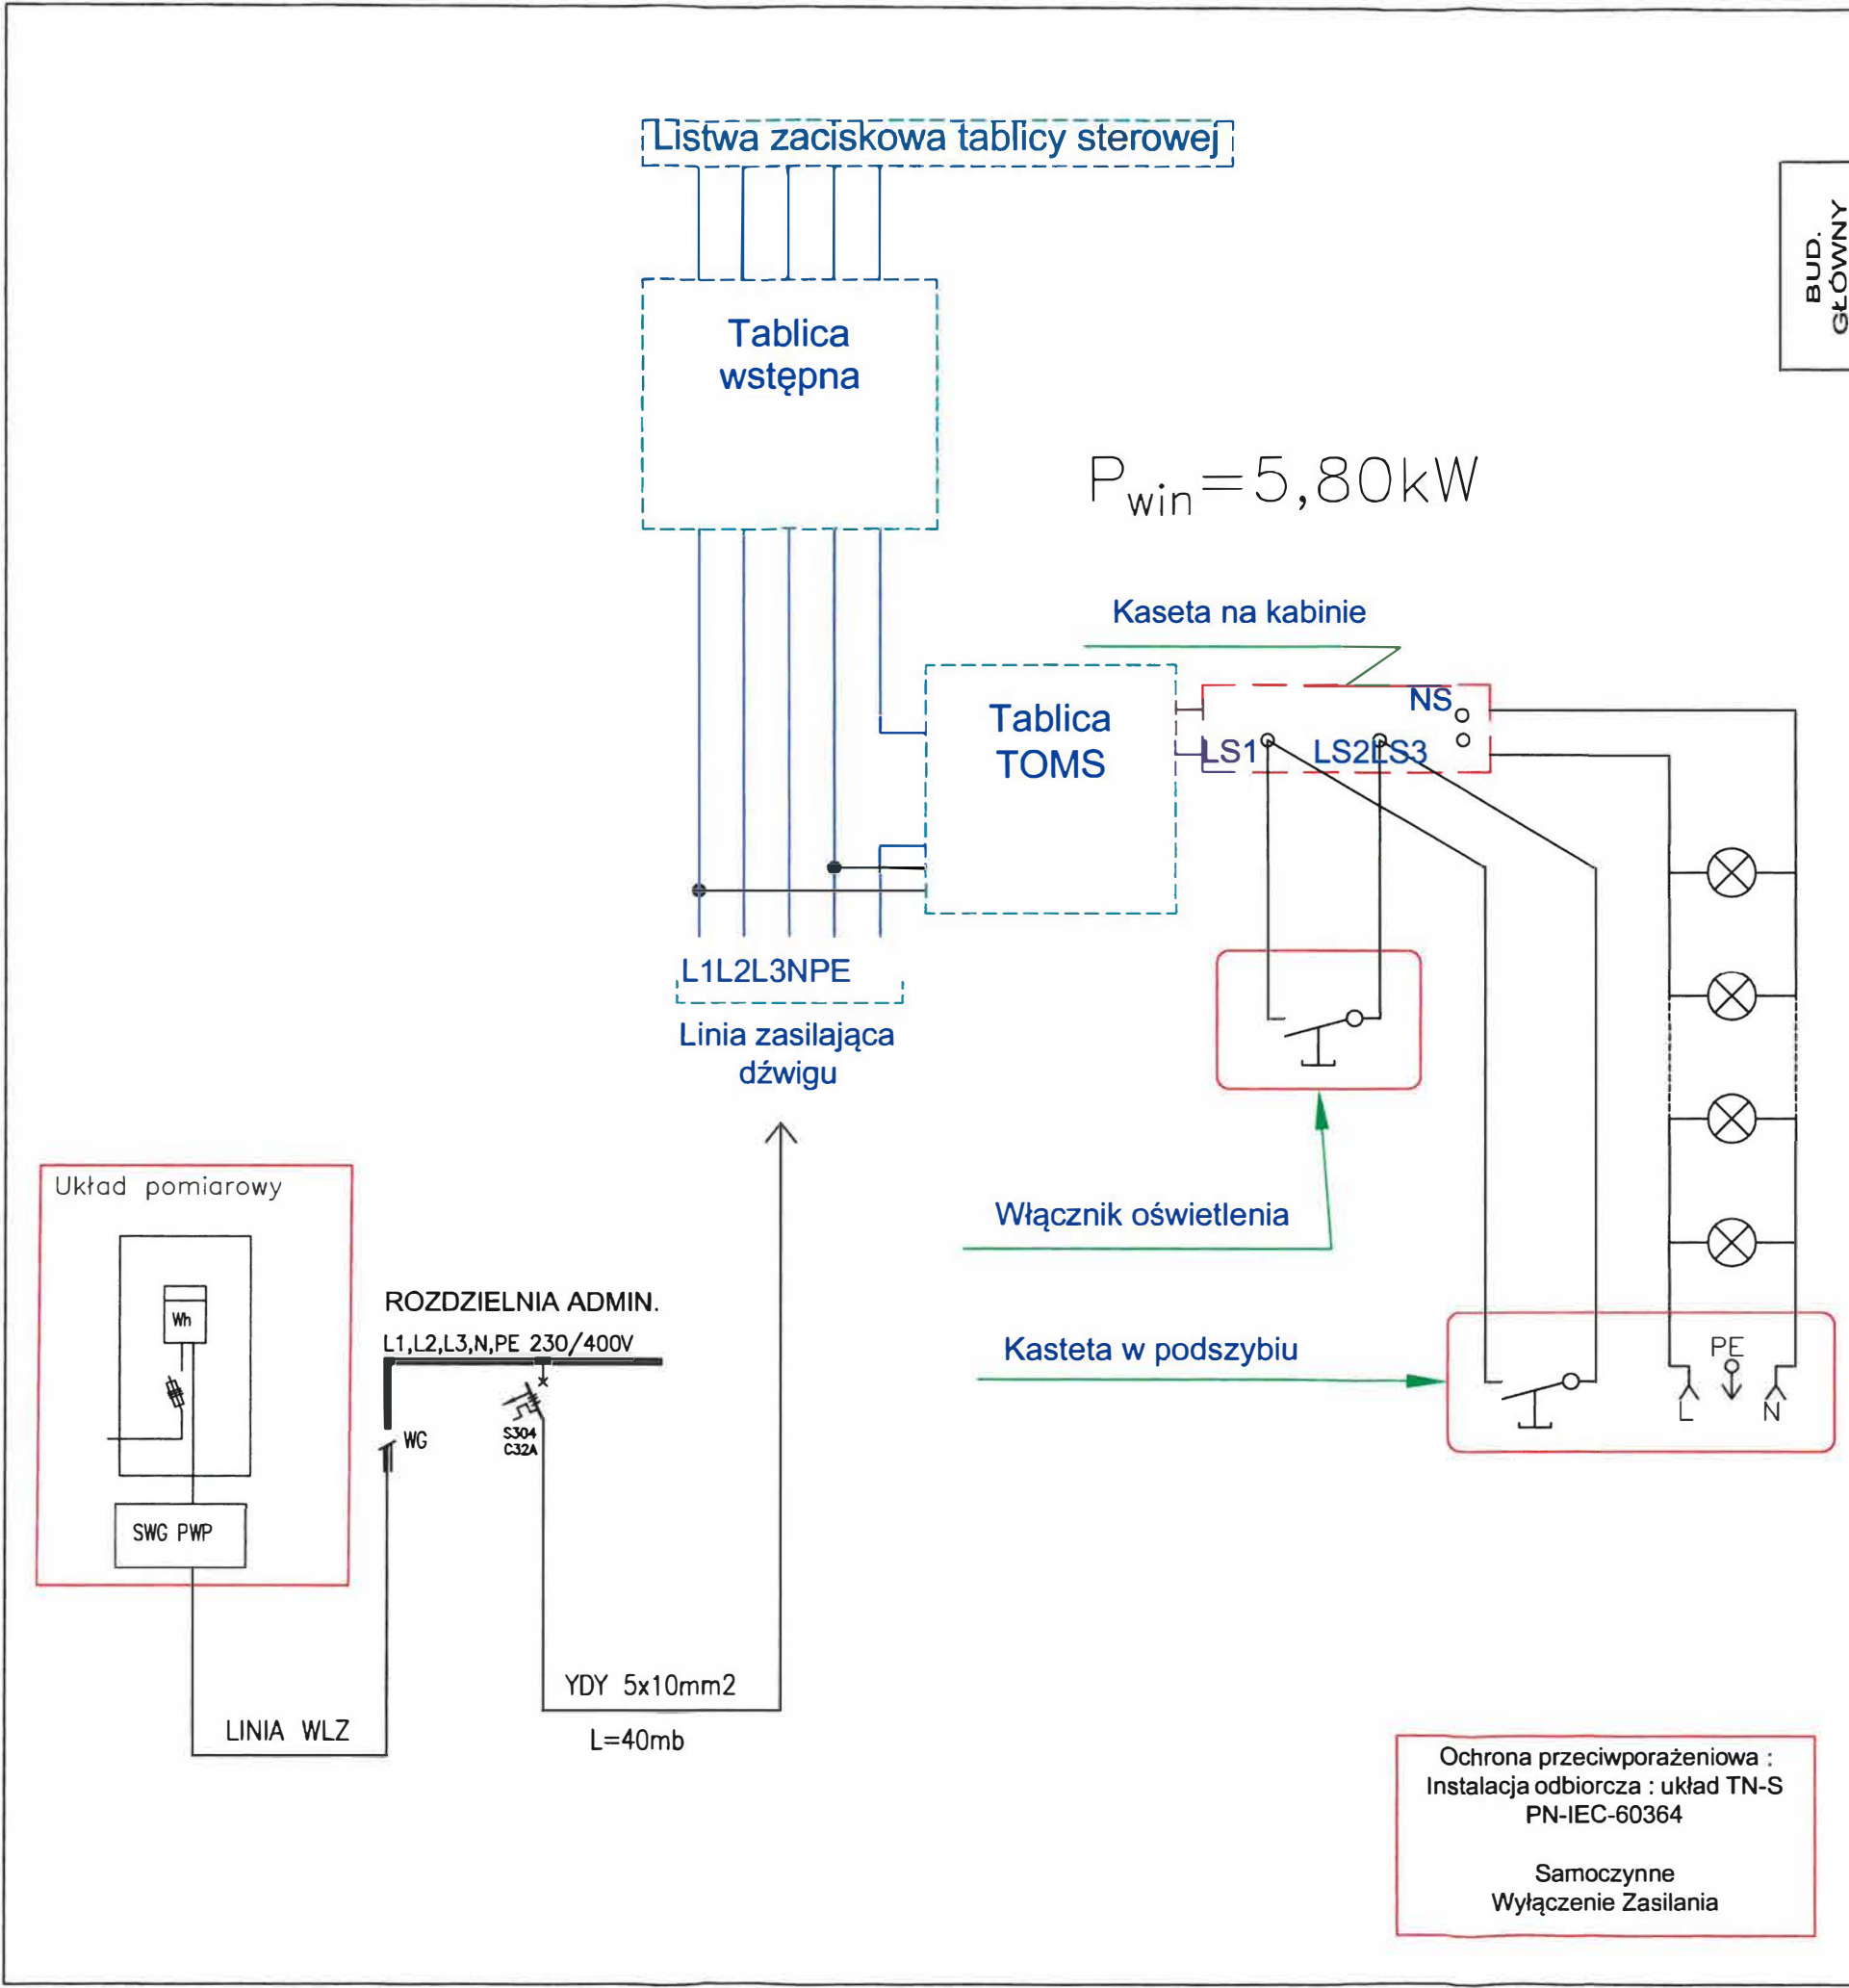 Listwa zaciskowa tablicy sterowej
BUD.
GŁÓWNY
Tablica
wstępna
Pwin=5,80kW
Kaseta na kabinie
Tablica
TOMS
NS
LS1
LS2LS3
L1L2L3NPE
Linia zasilająca
dźwigu
Układ pomiarowy
Włącznik oświetlenia
Wh
ROZDZIELNIA ADMIN.
L1,L2,L3,N,PE 230/400V
Kasteta w podszybiu
PE
L
N
WG
S304
C32A
SWG PWP
YDY 5x10mm2
LINIA WLZ
L=40mb
Ochrona przeciwporażeniowa :
Instalacja odbiorcza : układ TN-S
PN-IEC-60364
Samoczynne
Wyłączenie Zasilania